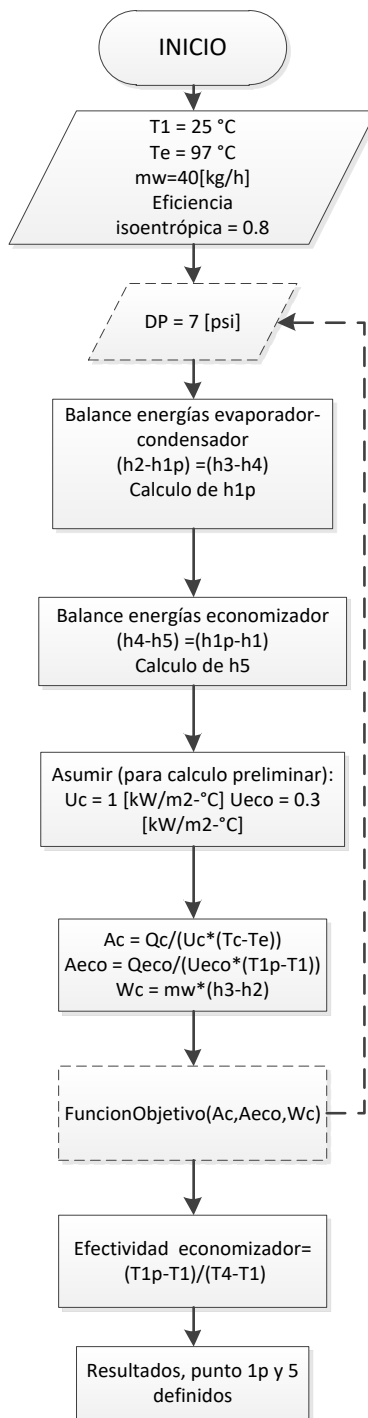 INICIO
T1 = 25 °C
Te = 97 °C
mw=40[kg/h]
Eficiencia
isoentrópica = 0.8
DP = 7 [psi]
Balance energías evaporador-
condensador
(h2-h1p) =(h3-h4)
Calculo de h1p
Balance energías economizador
(h4-h5) =(h1p-h1)
Calculo de h5
Asumir (para calculo preliminar):
Uc = 1 [kW/m2-°C] Ueco = 0.3
[kW/m2-°C]
Ac = Qc/(Uc*(Tc-Te))
Aeco = Qeco/(Ueco*(T1p-T1))
Wc = mw*(h3-h2)
FuncionObjetivo(Ac,Aeco,Wc)
Efectividad economizador=
(T1p-T1)/(T4-T1)
Resultados, punto 1p y 5
definidos